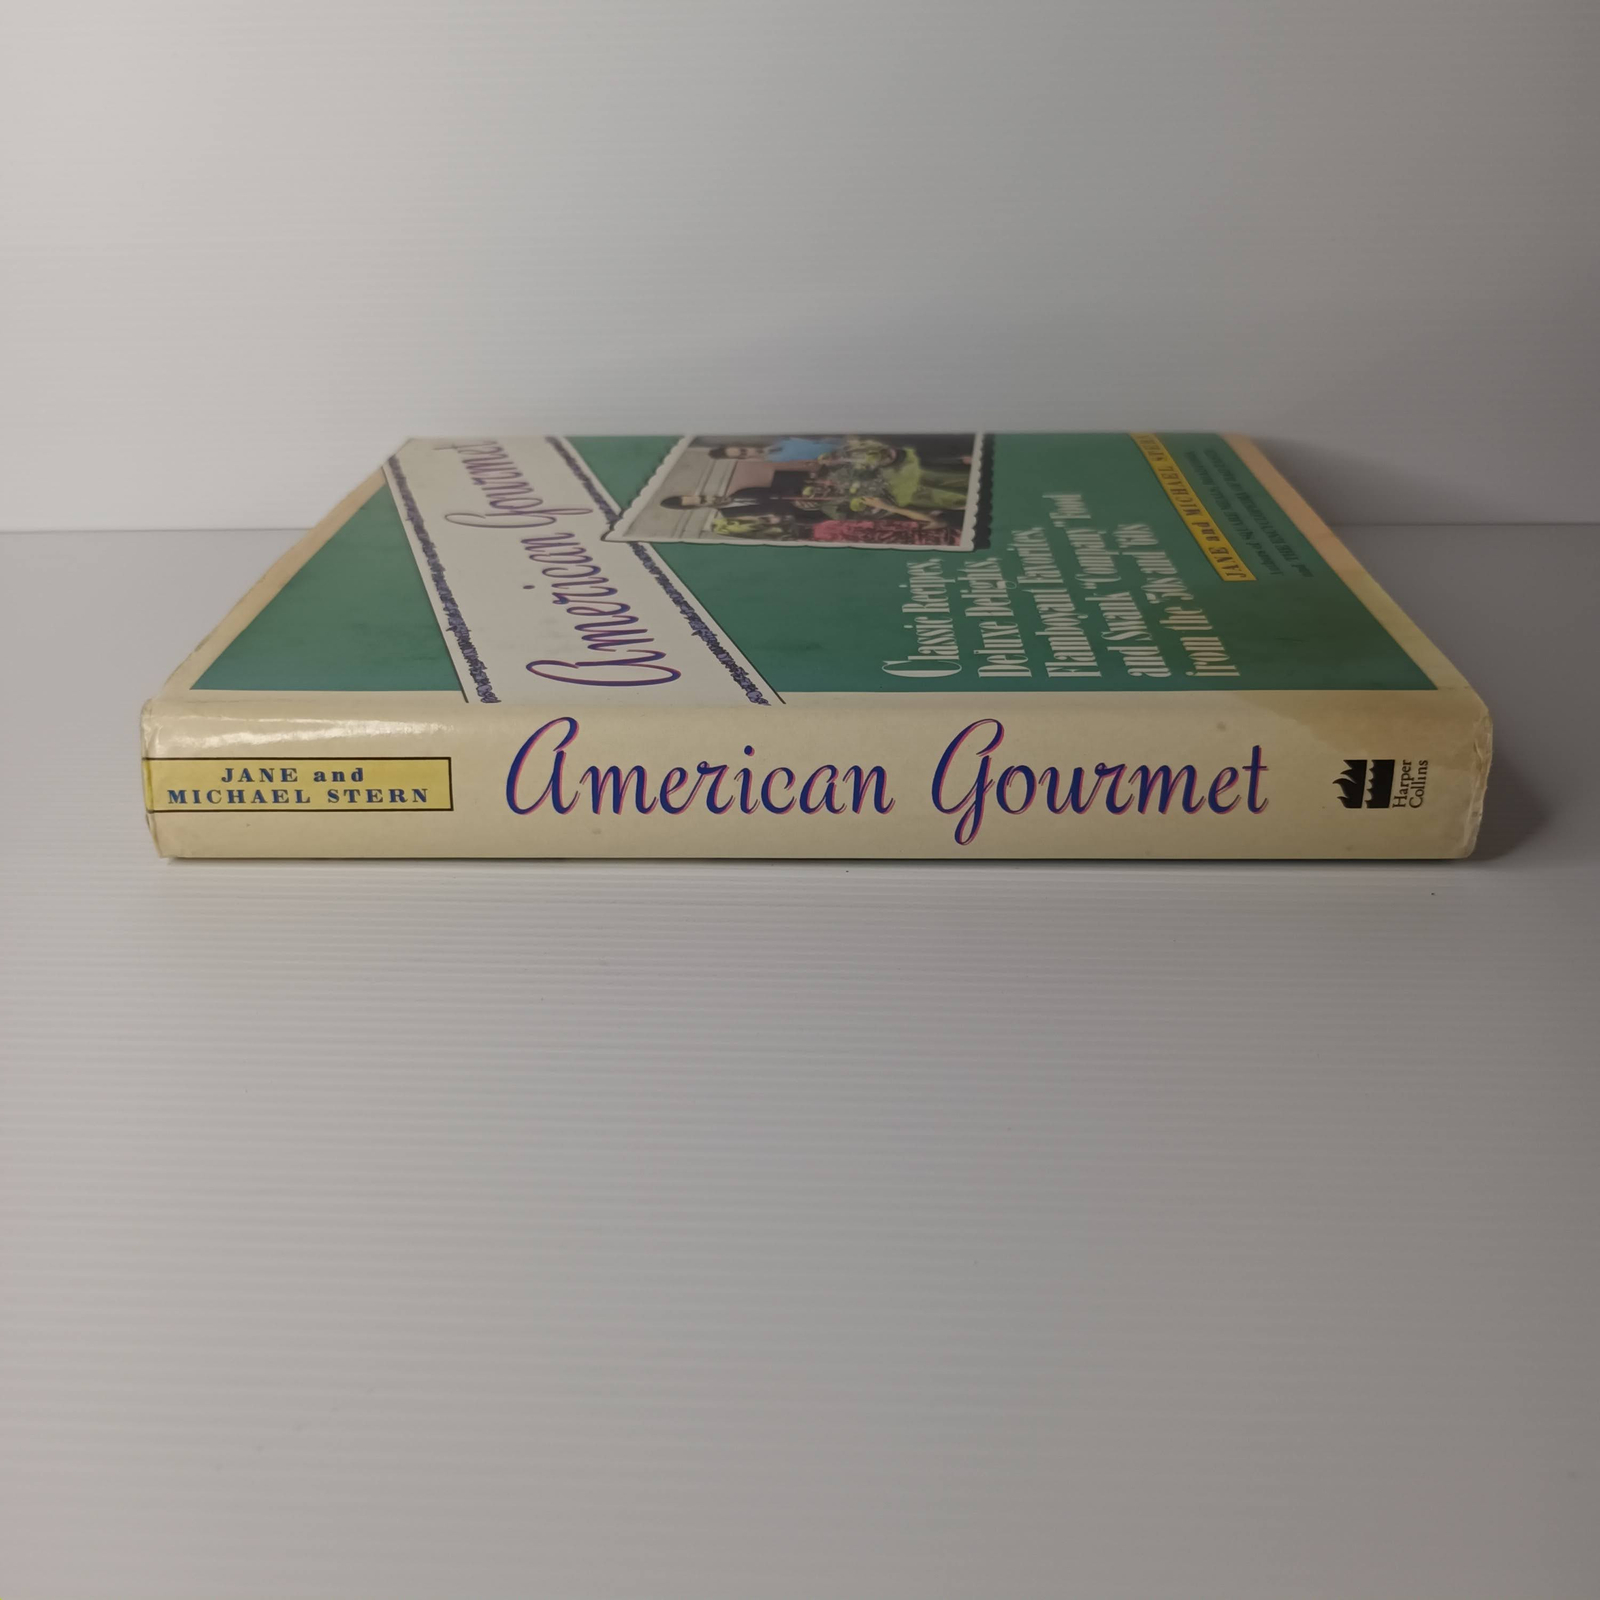 JANE and
MICHAEL STERN
American Gourmet
Harper
Collins
American Gourmet
Classic Recipes,
Deluxe Delights,
Flamboyant Favorites,
and Swank "Company" Food
from the '50s and '60s
JANE and MICHAEL STERN